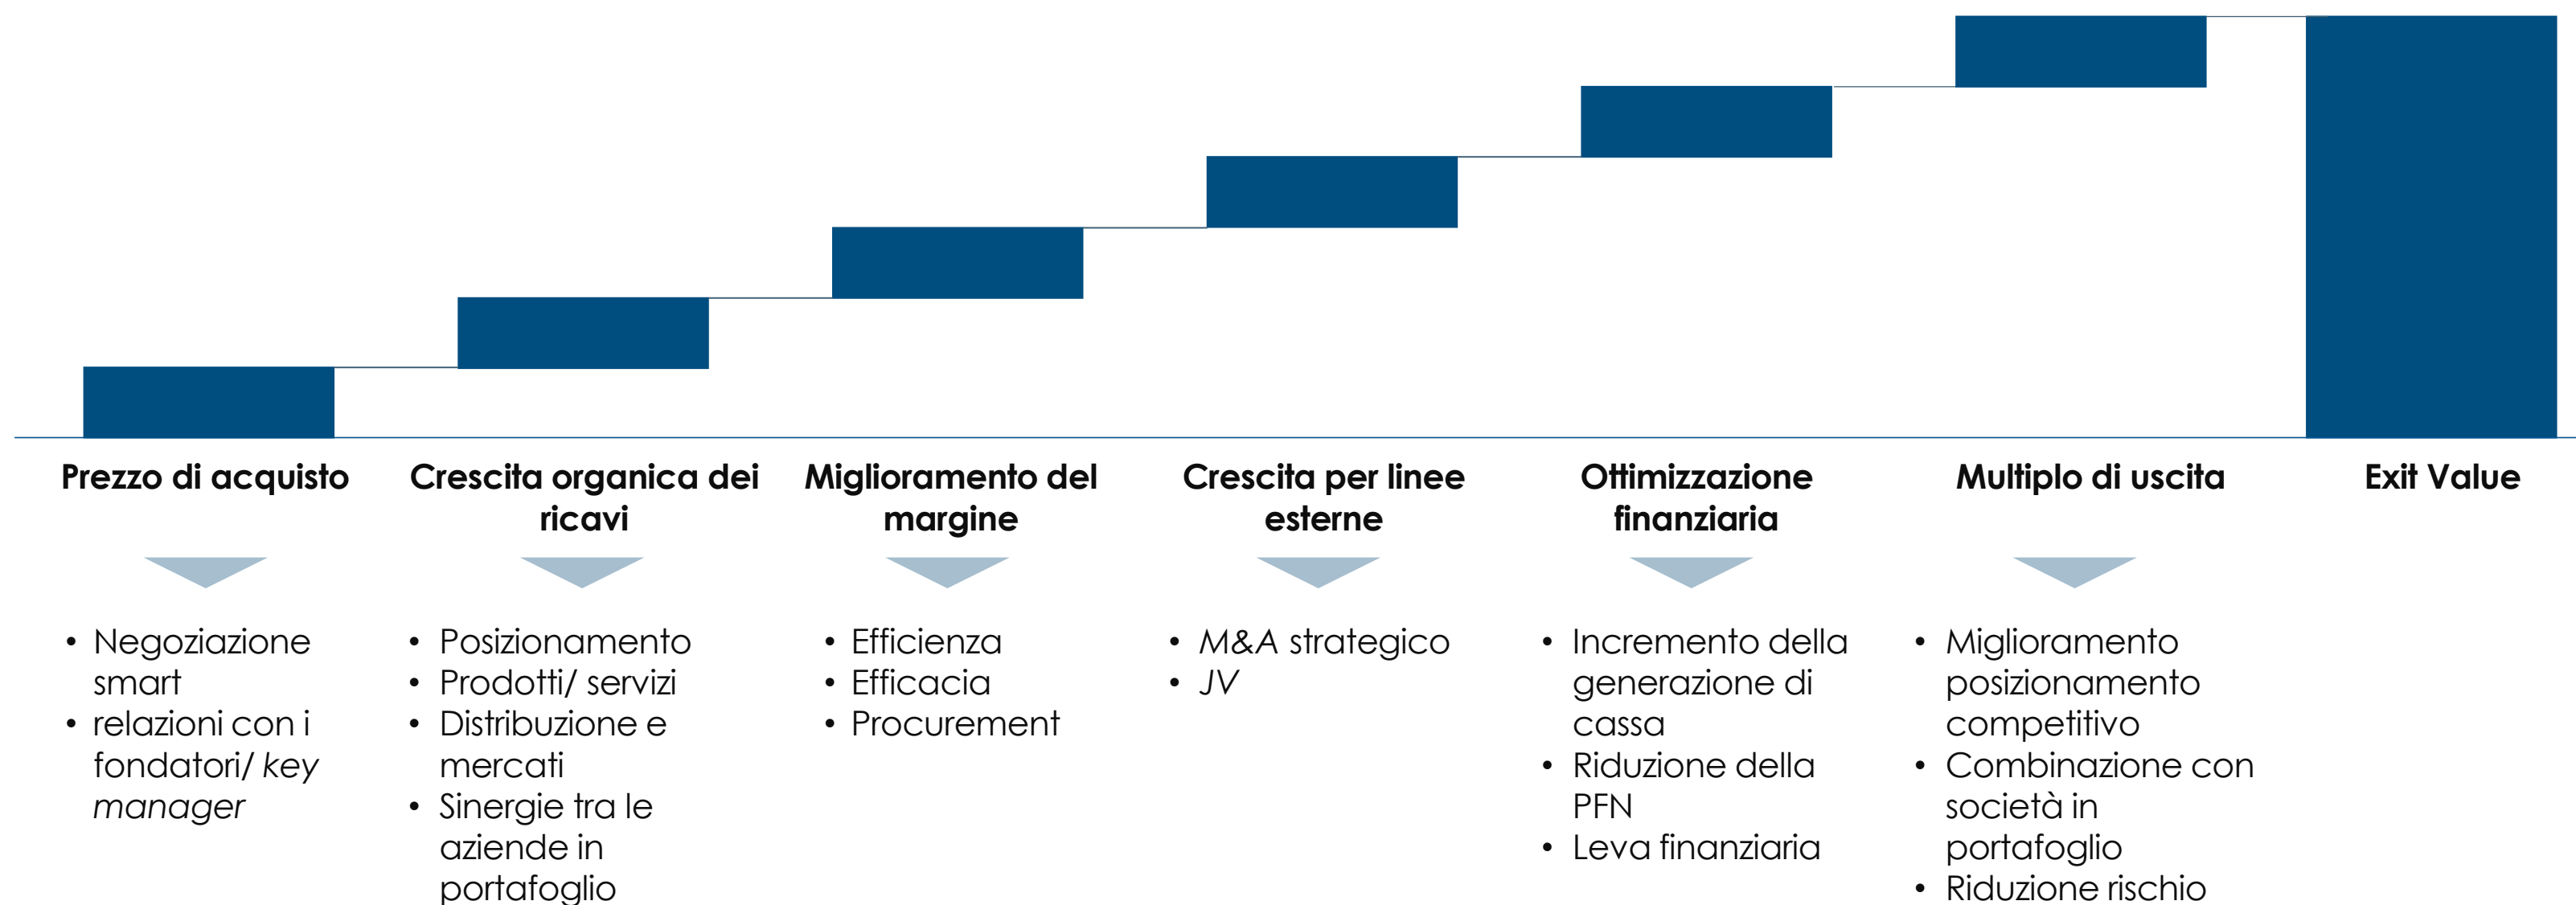 Prezzo di acquisto
Crescita organica dei
ricavi
Miglioramento del
margine
Crescita per linee
esterne
Ottimizzazione
finanziaria
Multiplo di uscita
Exit Value
• Negoziazione
smart
• relazioni con i
fondatori/ key
manager
• Posizionamento
• Prodotti/ servizi
• Distribuzione e
mercati
• Sinergie tra le
aziende in
portafoglio
• Efficienza
• Efficacia
• Procurement
• M&A strategico
• JV
• Incremento della
generazione di
cassa
• Riduzione della
PFN
• Leva finanziaria
• Miglioramento
posizionamento
competitivo
• Combinazione con
società in
portafoglio
• Riduzione rischio